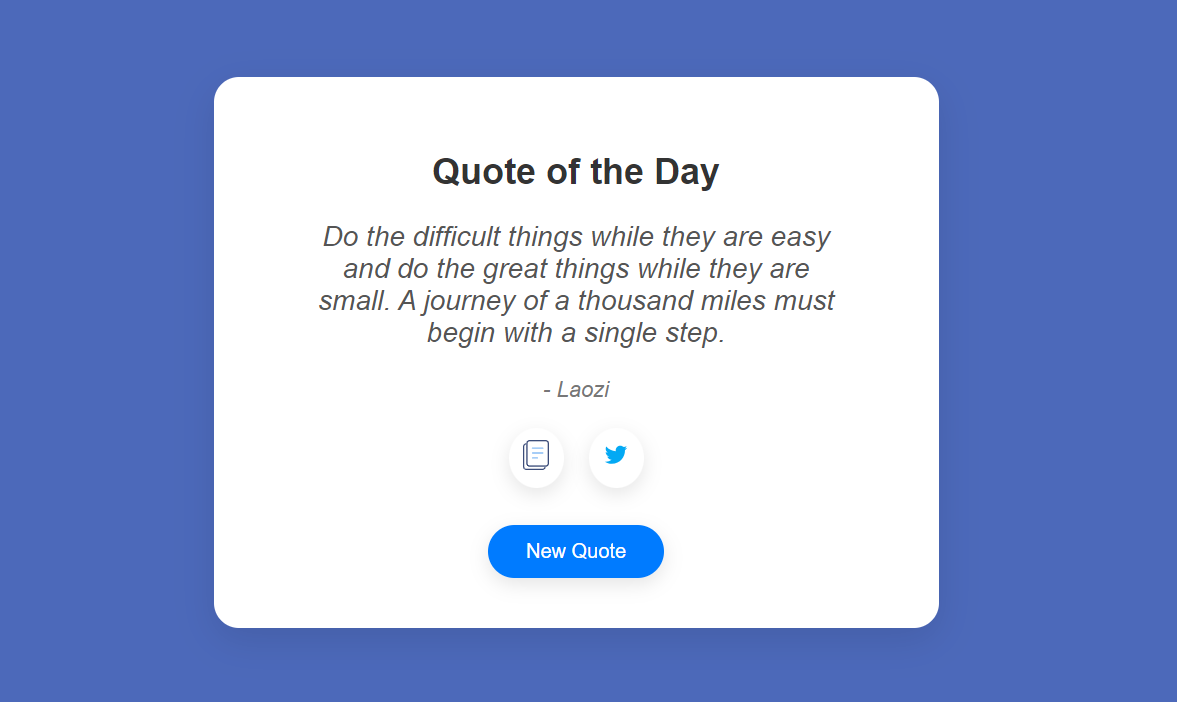 Quote of the Day
Do the difficult things while they are easy
and do the great things while they are
small. A journey of a thousand miles must
begin with a single step.
- Laozi
New Quote